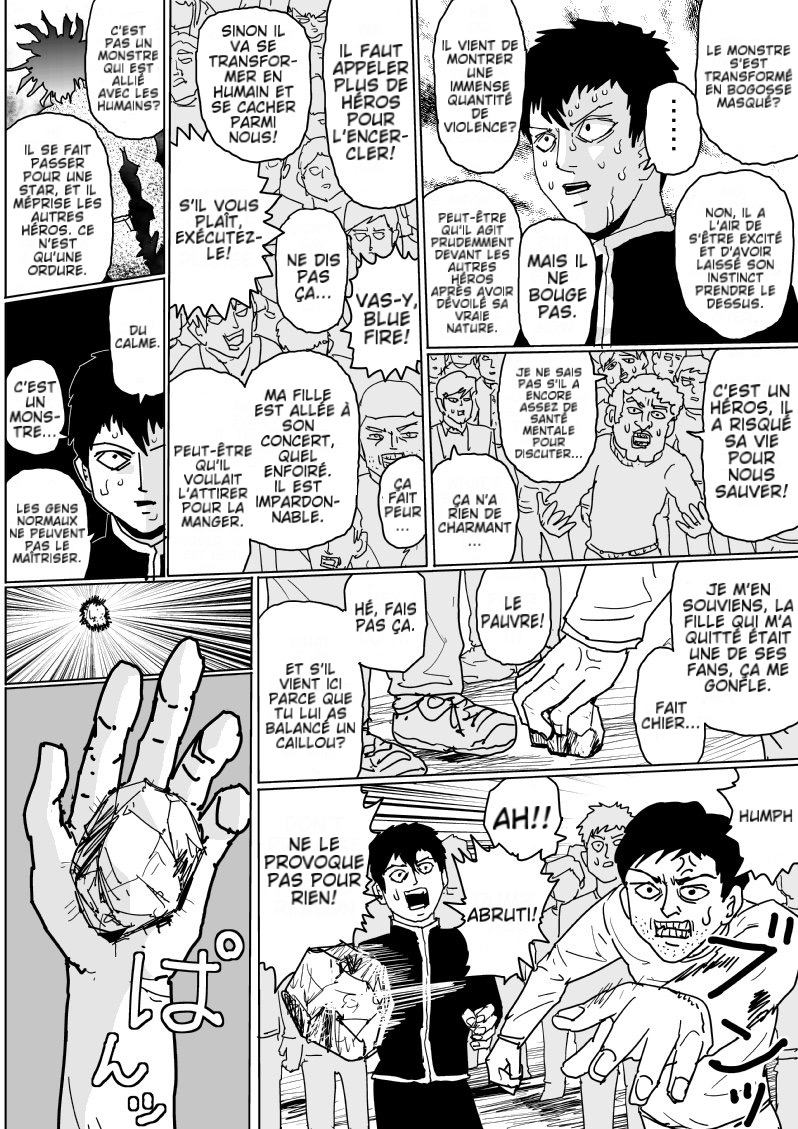 LE MONSTRE
S'EST
TRANSFORMÉ
EN BOGOSSE
MASQUÉ?
......
IL VIENT DE
MONTRER
UNE
IMMENSE
QUANTITÉ
DE
VIOLENCE?
NON, IL A
L'AIR DE
S'ÊTRE EXCITÉ
ET D'AVOIR
LAISSÉ SON
INSTINCT
PRENDRE LE
DESSUS.
MAIS IL
NE
BOUGE
PAS.
PEUT-ÊTRE
QU'IL AGIT
PRUDEMMENT
DEVANT LES
AUTRES
HÉROS
APRÈS AVOIR
DÉVOILÉ SA
VRAIE
NATURE.
C'EST UN
HÉROS, IL
A RISQUÉ
SA VIE
POUR
NOUS
SAUVER!
JE NE SAIS
PAS S'IL A
ENCORE
ASSEZ DE
SANTÉ
MENTALE
POUR
DISCUTER...
ÇA N'A
RIEN DE
CHARMANT
...
IL FAUT
APPELER
PLUS DE
HÉROS
POUR
L'ENCER-
CLER!
SINON IL
VA SE
TRANSFOR-
MER EN
HUMAIN ET
SE CACHER
PARMI
NOUS!
S'IL VOUS
PLAÎT,
EXÉCUTEZ-
LE!
NE DIS
PAS
ÇA...
VAS-Y,
BLUE
FIRE!
ÇA
FAIT
PEUR
...
MA FILLE
EST ALLÉE À
SON
CONCERT,
QUEL
ENFOIRÉ.
IL EST
IMPARDON-
NABLE.
PEUT-ÊTRE
QU'IL
VOULAIT
L'ATTIRER
POUR LA
MANGER.
C'EST
PAS UN
MONSTRE
QUI EST
ALLIÉ
AVEC LES
HUMAINS?
IL SE FAIT
PASSER
POUR UNE
STAR, ET IL
MÉPRISE LES
AUTRES
HÉROS. CE
N'EST
QU'UNE
ORDURE.
DU
CALME.
C'EST
UN
MONS-
TRE...
LES GENS
NORMAUX
NE PEUVENT
PAS LE
MAÎTRISER.
JE M'EN
SOUVIENS, LA
FILLE QUI M'A
QUITTÉ ÉTAIT
UNE DE SES
FANS, ÇA ME
GONFLE.
FAIT
CHIER...
LE
PAUVRE!
HÉ, FAIS
PAS ÇA.
ET S'IL
VIENT ICI
PARCE QUE
TU LUI AS
BALANCÉ UN
CAILLOU?
HUMPH
ブンッ
AH!!
ABRUTI!
NE LE
PROVOQUE
PAS POUR
RIEN!
ぱんッ